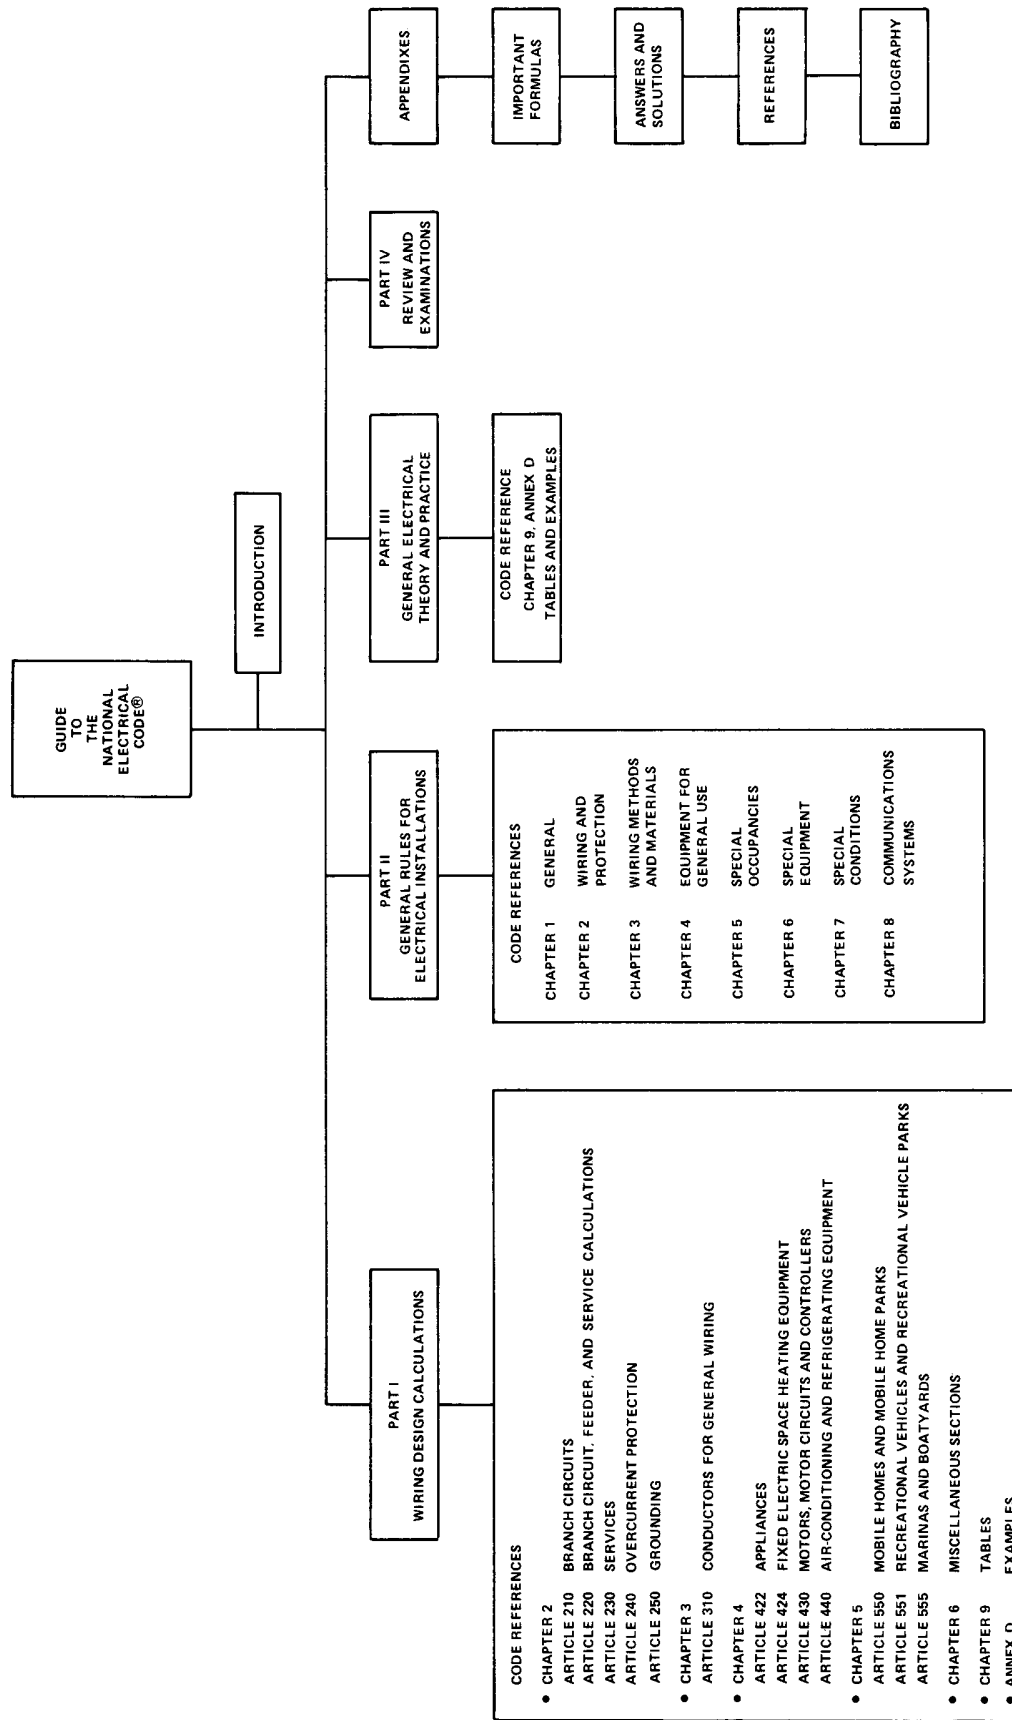 GUIDE
TO
THE
NATIONAL
ELECTRICAL
CODE®
INTRODUCTION
PART I
WIRING DESIGN CALCULATIONS
CODE REFERENCES
• CHAPTER 2
ARTICLE 210 BRANCH CIRCUITS
ARTICLE 220 BRANCH CIRCUIT, FEEDER, AND SERVICE CALCULATIONS
ARTICLE 230 SERVICES
ARTICLE 240 OVERCURRENT PROTECTION
ARTICLE 250 GROUNDING
• CHAPTER 3
ARTICLE 310 CONDUCTORS FOR GENERAL WIRING
• CHAPTER 4
ARTICLE 422 APPLIANCES
ARTICLE 424 FIXED ELECTRIC SPACE HEATING EQUIPMENT
ARTICLE 430 MOTORS, MOTOR CIRCUITS AND CONTROLLERS
ARTICLE 440 AIR-CONDITIONING AND REFRIGERATING EQUIPMENT
• CHAPTER 5
ARTICLE 550 MOBILE HOMES AND MOBILE HOME PARKS
ARTICLE 551 RECREATIONAL VEHICLES AND RECREATIONAL VEHICLE PARKS
ARTICLE 555 MARINAS AND BOATYARDS
• CHAPTER 6 MISCELLANEOUS SECTIONS
• CHAPTER 9 TABLES
• ANNEX D EXAMPLES
PART II
GENERAL RULES FOR
ELECTRICAL INSTALLATIONS
CODE REFERENCES
CHAPTER 1 GENERAL
CHAPTER 2 WIRING AND
PROTECTION
CHAPTER 3 WIRING METHODS
AND MATERIALS
CHAPTER 4 EQUIPMENT FOR
GENERAL USE
CHAPTER 5 SPECIAL
OCCUPANCIES
CHAPTER 6 SPECIAL
EQUIPMENT
CHAPTER 7 SPECIAL
CONDITIONS
CHAPTER 8 COMMUNICATIONS
SYSTEMS
PART III
GENERAL ELECTRICAL
THEORY AND PRACTICE
CODE REFERENCE
CHAPTER 9, ANNEX D
TABLES AND EXAMPLES
PART IV
REVIEW AND
EXAMINATIONS
APPENDIXES
IMPORTANT
FORMULAS
ANSWERS AND
SOLUTIONS
REFERENCES
BIBLIOGRAPHY